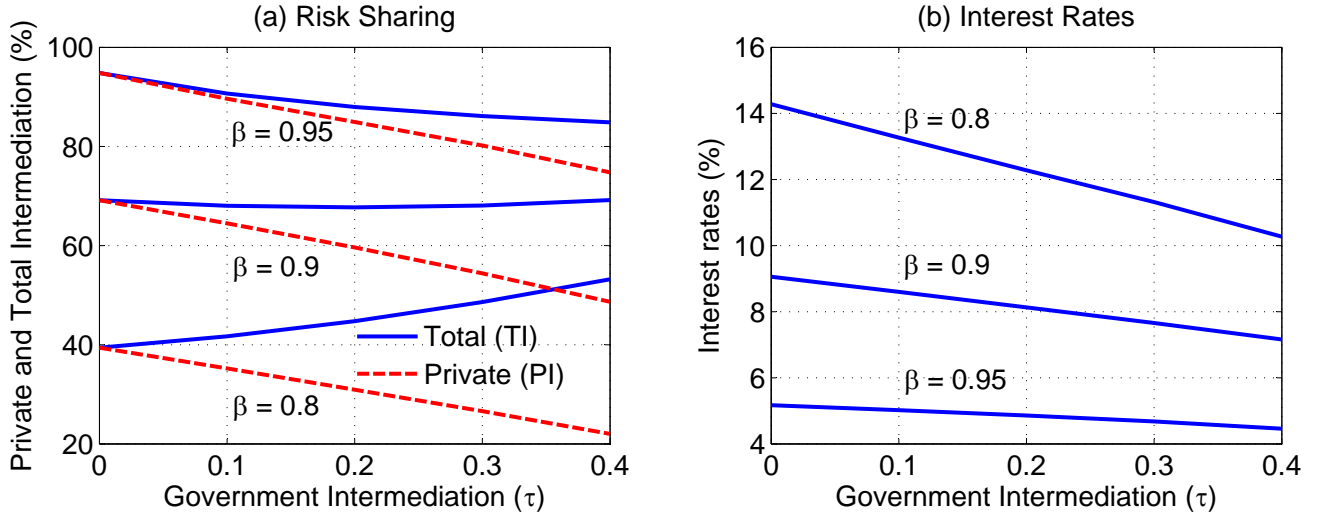 (a) Risk Sharing
Private and Total Intermediation (%)
100
80
60
40
20
β = 0.95
β = 0.9
β = 0.8
Total (TI)
Private (PI)
0 0.1 0.2 0.3 0.4
Government Intermediation (τ)
(b) Interest Rates
Interest rates (%)
16
14
12
10
8
6
4
β = 0.8
β = 0.9
β = 0.95
0 0.1 0.2 0.3 0.4
Government Intermediation (τ)